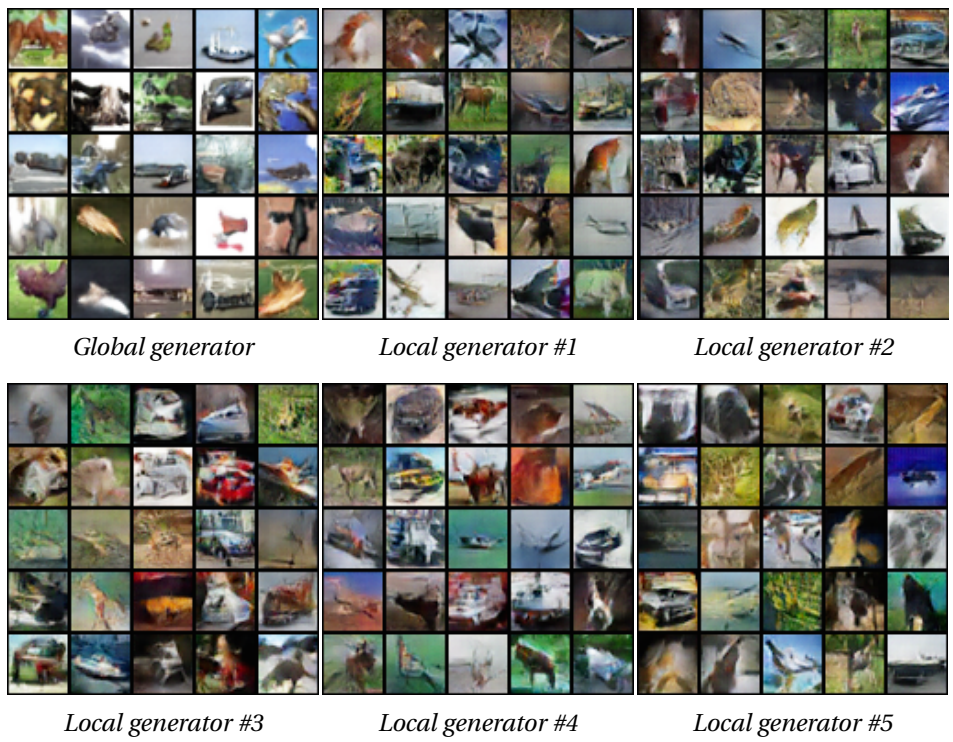 Global generator
Local generator #1
Local generator #2
Local generator #3
Local generator #4
Local generator #5